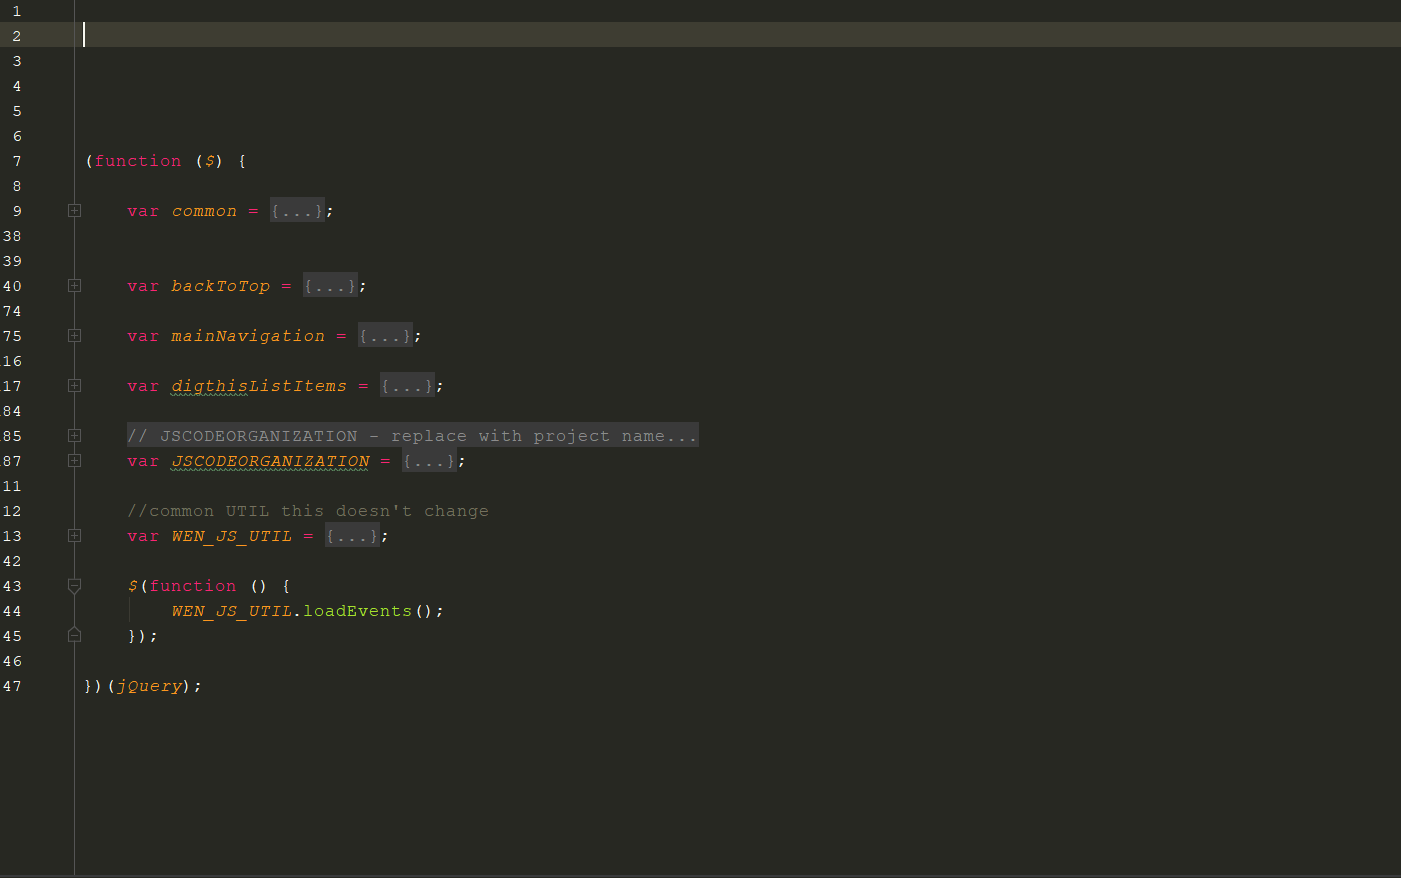 1
2
3
4
5
6
7 (function ($) {
8
9 var common = {...};
38
39
40 var backToTop = {...};
74
75 var mainNavigation = {...};
16
17 var digthisListItems = {...};
84
85 // JSCODEORGANIZATION - replace with project name...
87 var JSCODEORGANIZATION = {...};
11
12 //common UTIL this doesn't change
13 var WEN_JS_UTIL = {...};
42
43 $(function () {
44 WEN_JS_UTIL.loadEvents();
45 });
46
47 })(jQuery);